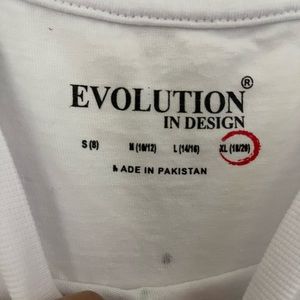 EVOLUTION®
IN DESIGN
S (8) M (10/12) L (14/16) XL (18/20)
MADE IN PAKISTAN